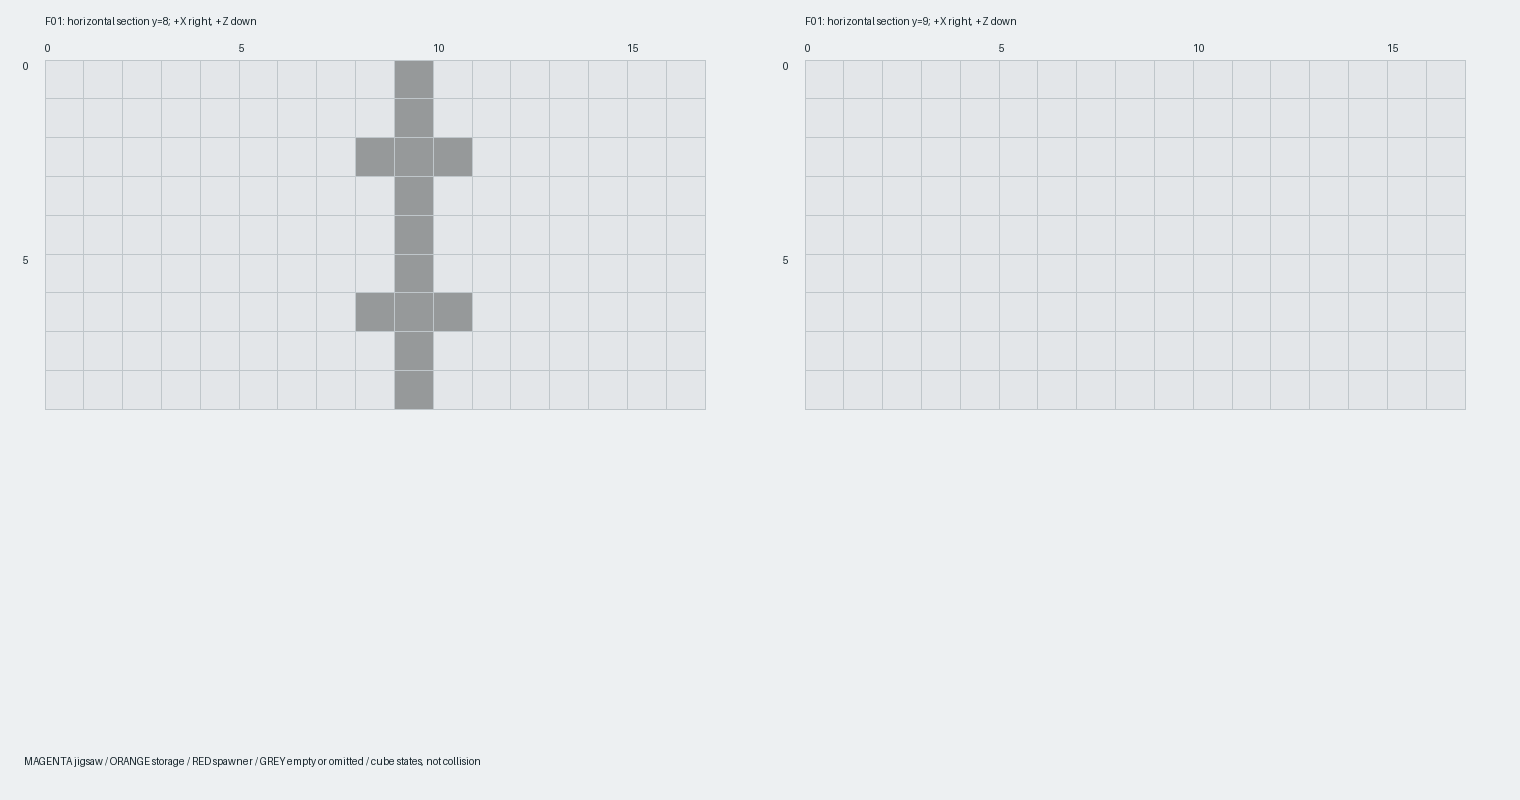 F01: horizontal section y=8; +X right, +Z down
F01: horizontal section y=9; +X right, +Z down
0 5 10 15
0 5 10 15
0
0
5
5
MAGENTA jigsaw / ORANGE storage / RED spawner / GREY empty or omitted / cube states, not collision